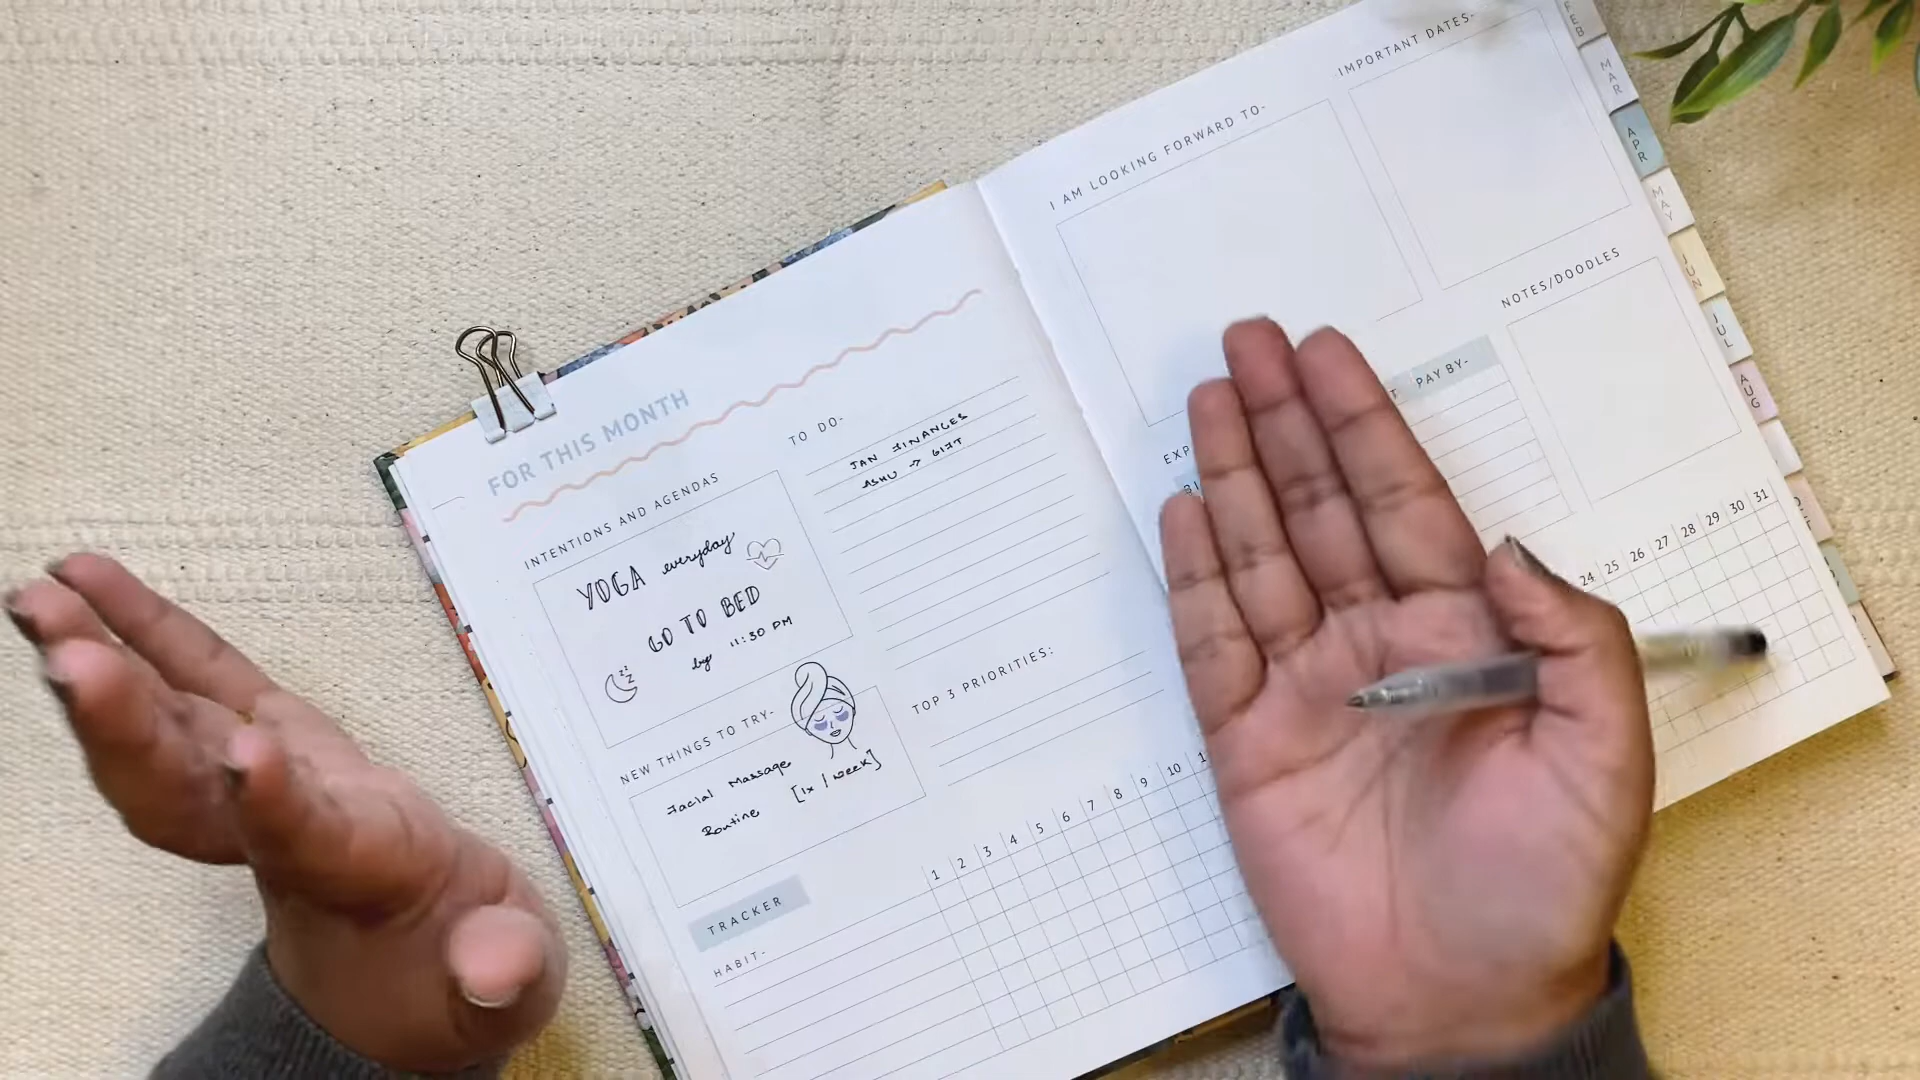 FOR THIS MONTH
INTENTIONS AND AGENDAS
YOGA everyday
GO TO BED
by 11:30 PM
z z z
NEW THINGS TO TRY-
Facial Massage
Routine [1x / week]
TO DO-
JAN FINANCES
ASHU → GIFT
TOP 3 PRIORITIES:
TRACKER
HABIT-
1 2 3 4 5 6 7 8 9 10
I AM LOOKING FORWARD TO-
IMPORTANT DATES-
NOTES/DOODLES
PAY BY-
24 25 26 27 28 29 30 31
FEB
MAR
APR
MAY
JUN
JUL
AUG